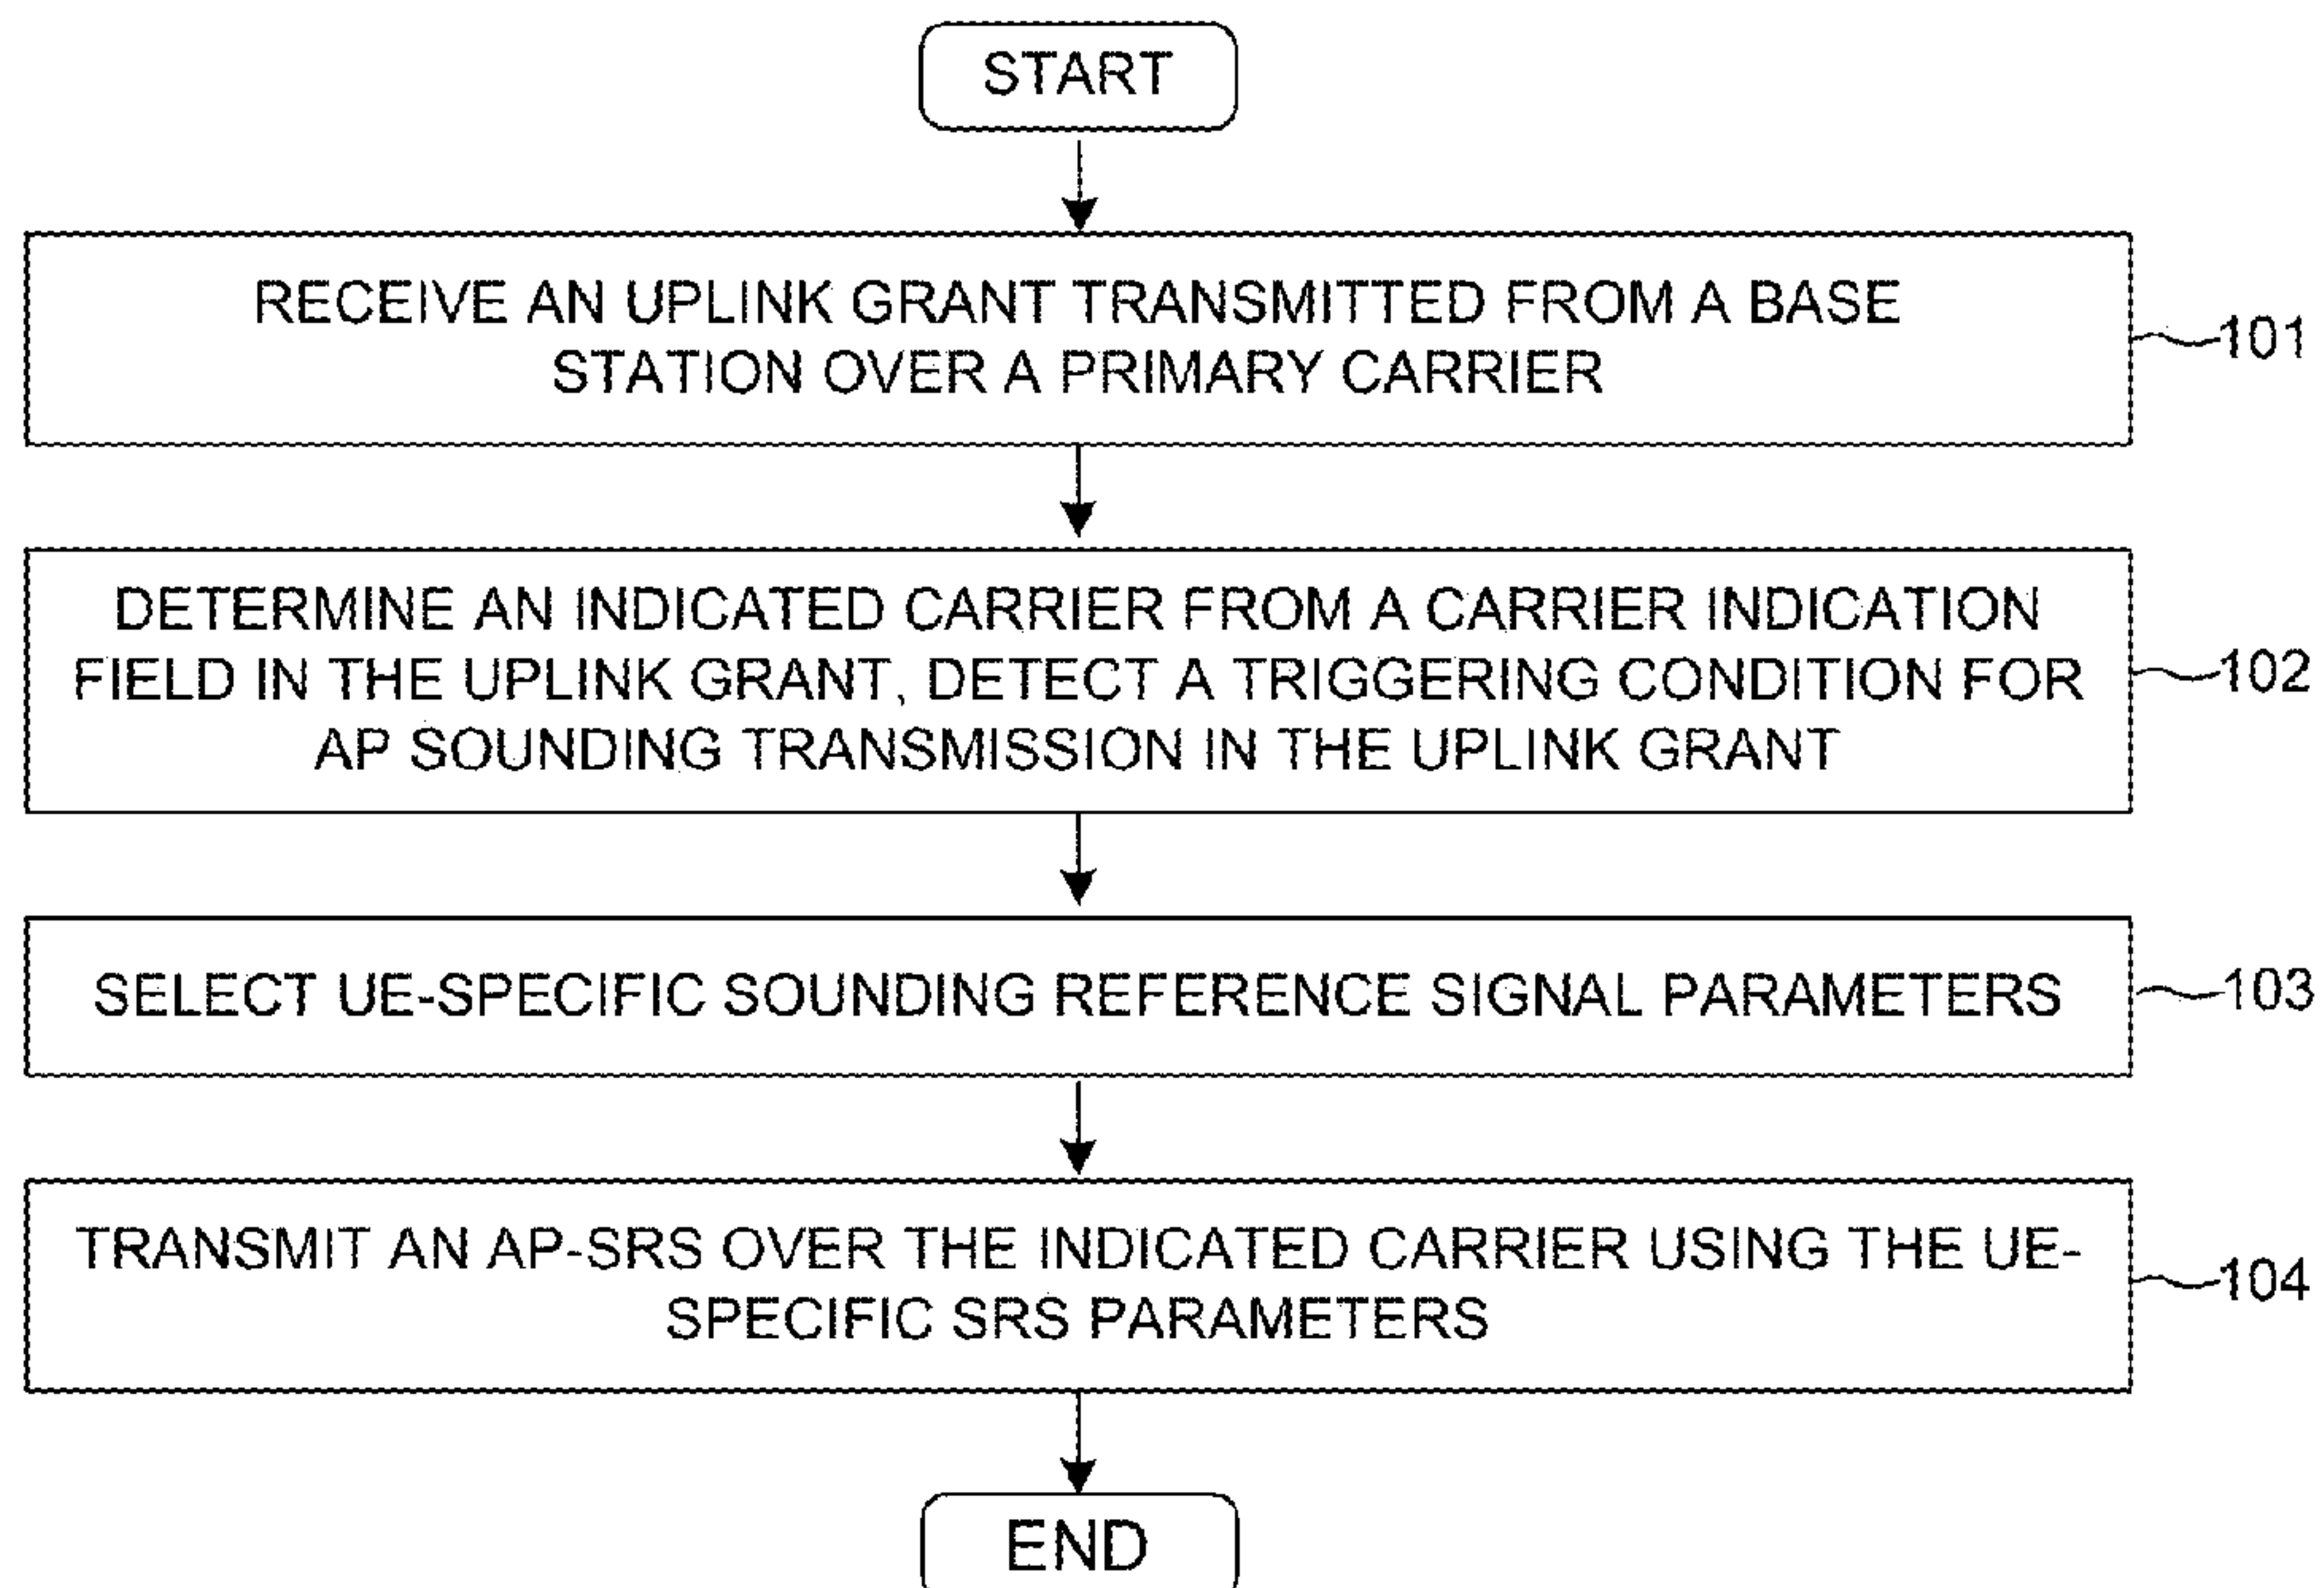 START
RECEIVE AN UPLINK GRANT TRANSMITTED FROM A BASE
STATION OVER A PRIMARY CARRIER
101
DETERMINE AN INDICATED CARRIER FROM A CARRIER INDICATION
FIELD IN THE UPLINK GRANT, DETECT A TRIGGERING CONDITION FOR
AP SOUNDING TRANSMISSION IN THE UPLINK GRANT
102
SELECT UE-SPECIFIC SOUNDING REFERENCE SIGNAL PARAMETERS
103
TRANSMIT AN AP-SRS OVER THE INDICATED CARRIER USING THE UE-
SPECIFIC SRS PARAMETERS
104
END